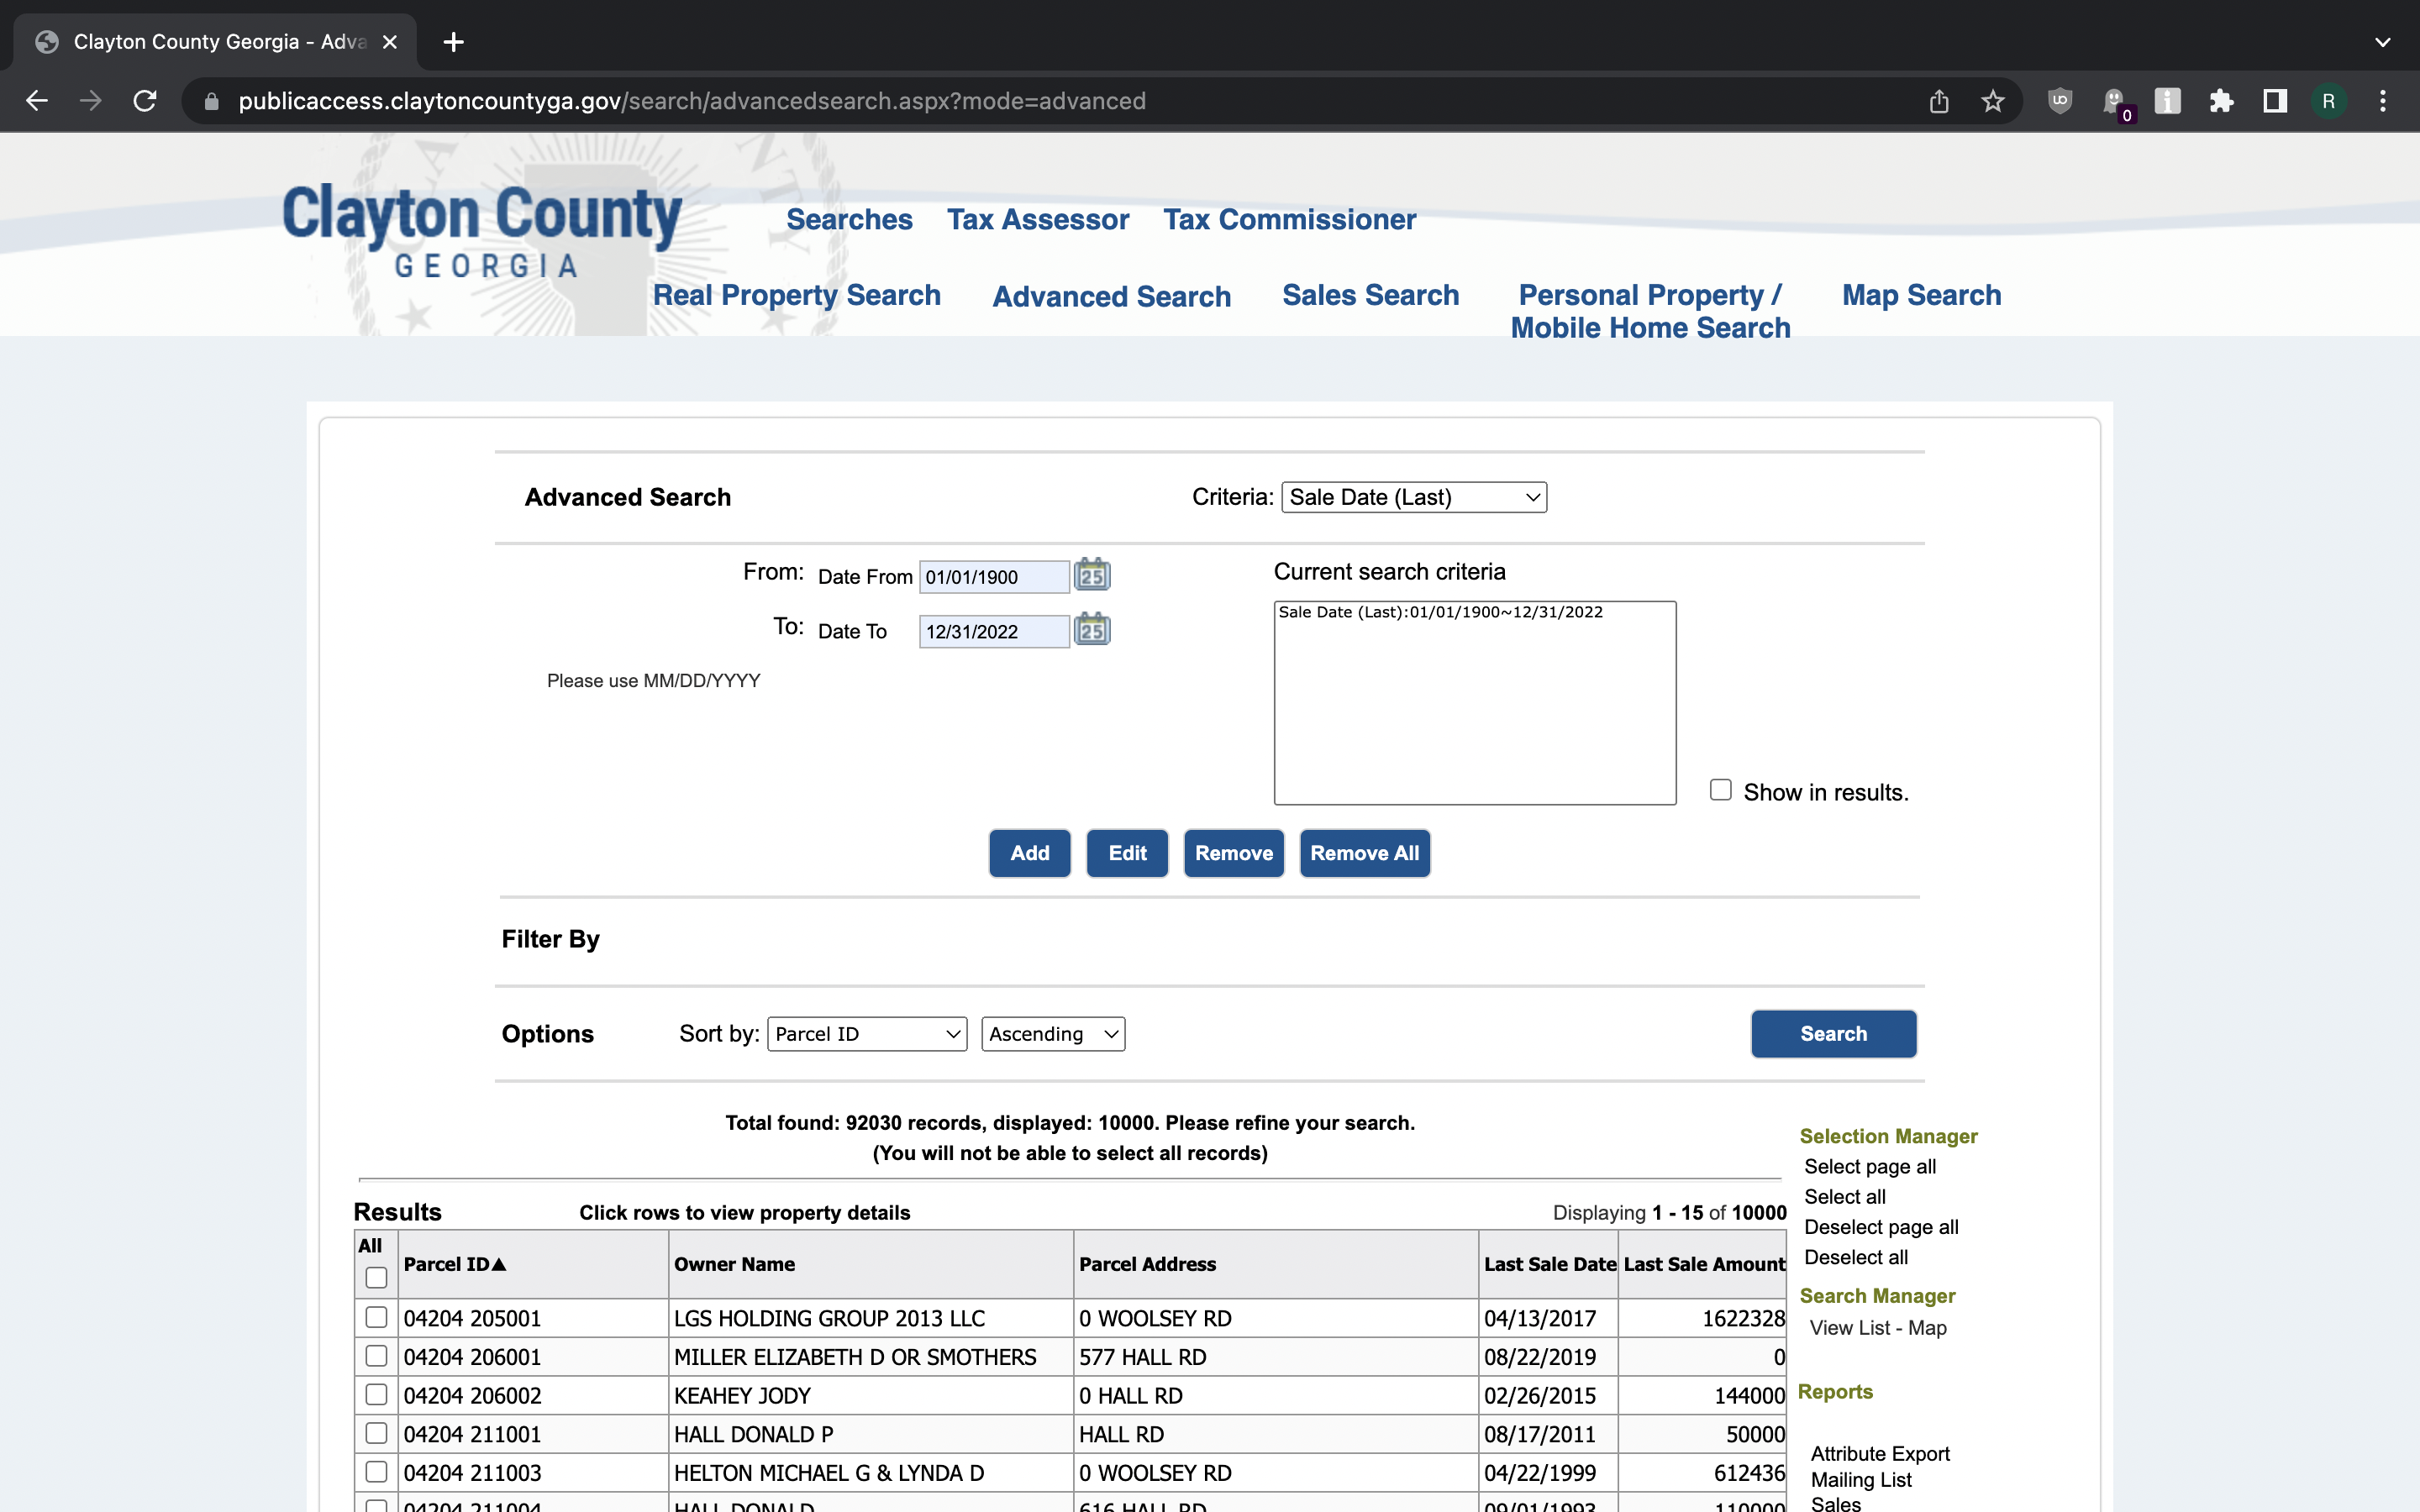 Clayton County Georgia - Adva
publicaccess.claytoncountyga.gov/search/advancedsearch.aspx?mode=advanced
0
R
Clayton County
GEORGIA
Searches Tax Assessor Tax Commissioner
Real Property Search Advanced Search Sales Search Personal Property / Map Search
Mobile Home Search
Advanced Search Criteria: Sale Date (Last)
From: Date From 01/01/1900 25 Current search criteria
Sale Date (Last):01/01/1900~12/31/2022
To: Date To 12/31/2022 25
Please use MM/DD/YYYY
Show in results.
Add Edit Remove Remove All
Filter By
Options Sort by: Parcel ID Ascending Search
Total found: 92030 records, displayed: 10000. Please refine your search.
(You will not be able to select all records)
Selection Manager
Select page all
Select all
Deselect page all
Deselect all
Search Manager
View List - Map
Reports
Attribute Export
Mailing List
Sales
Results Click rows to view property details Displaying 1 - 15 of 10000
All Parcel ID▲ Owner Name Parcel Address Last Sale Date Last Sale Amount
04204 205001 LGS HOLDING GROUP 2013 LLC 0 WOOLSEY RD 04/13/2017 1622328
04204 206001 MILLER ELIZABETH D OR SMOTHERS 577 HALL RD 08/22/2019 0
04204 206002 KEAHEY JODY 0 HALL RD 02/26/2015 144000
04204 211001 HALL DONALD P HALL RD 08/17/2011 50000
04204 211003 HELTON MICHAEL G & LYNDA D 0 WOOLSEY RD 04/22/1999 612436
04204 211004 HALL DONALD 616 HALL RD 09/01/1993 110000